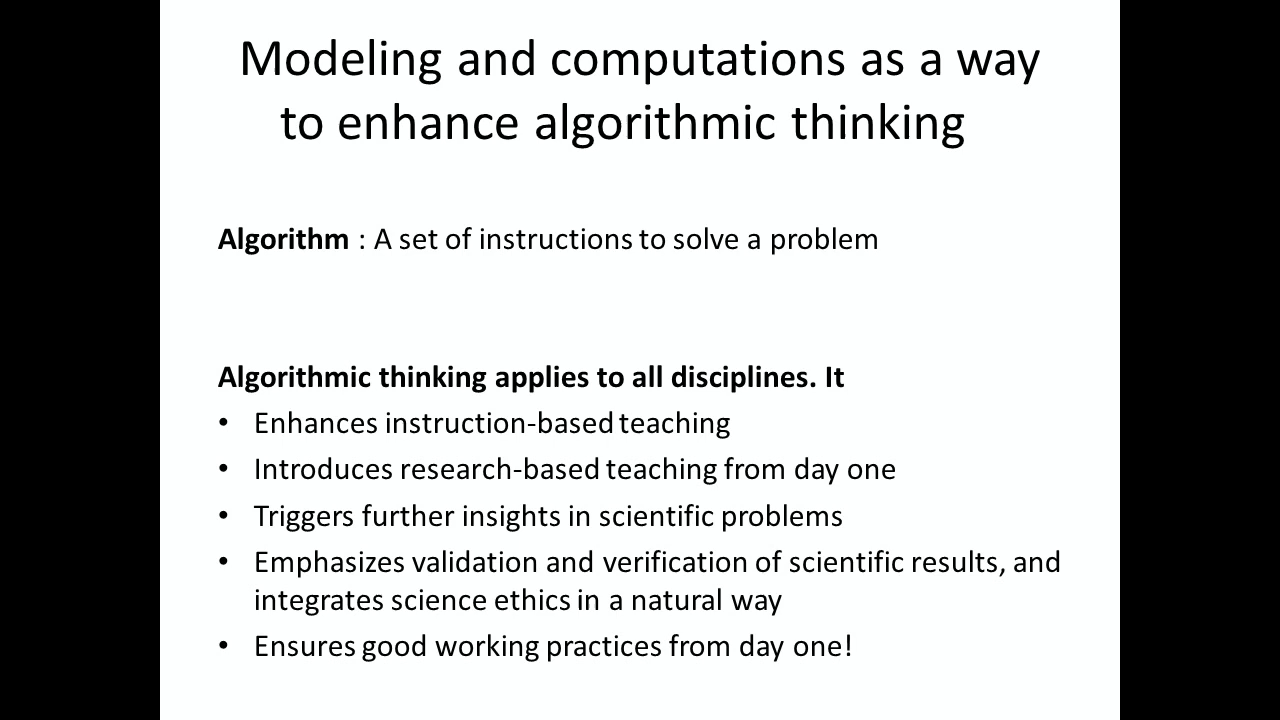 Modeling and computations as a way
to enhance algorithmic thinking
Algorithm : A set of instructions to solve a problem
Algorithmic thinking applies to all disciplines. It
• Enhances instruction-based teaching
• Introduces research-based teaching from day one
• Triggers further insights in scientific problems
• Emphasizes validation and verification of scientific results, and
integrates science ethics in a natural way
• Ensures good working practices from day one!